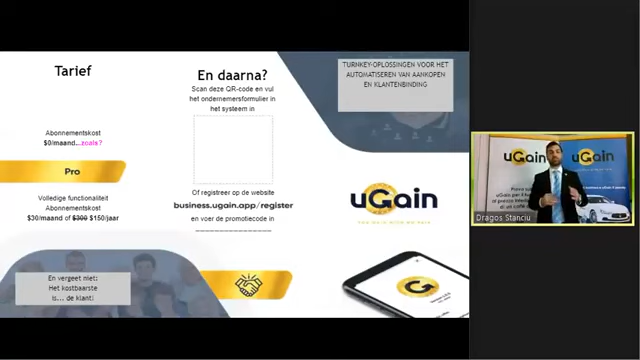 Tarief
Abonnementskost
$0/maand...zoals?
Pro
Volledige functionaliteit
Abonnementskost
$30/maand of $300 $150/jaar
En vergeet niet:
Het kostbaarste
is... de klant!
En daarna?
Scan deze QR-code en vul
het ondernemersformulier in
het systeem in
Of registreer op de website
business.ugain.app/register
en voer de promotiecode in
________________
TURNKEY-OPLOSSINGEN VOOR HET
AUTOMATISEREN VAN AANKOPEN
EN KLANTENBINDING
uGain
G
uGain
uGain
Dragos Stanciu